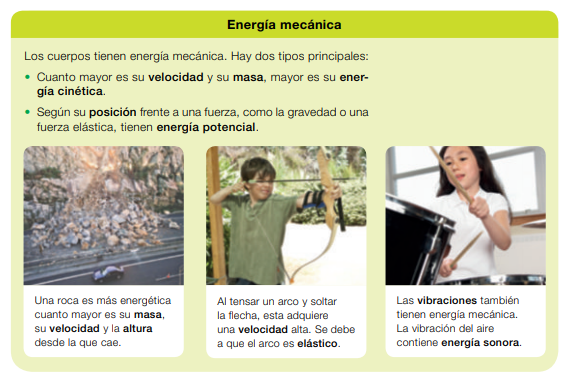 Energía mecánica
Los cuerpos tienen energía mecánica. Hay dos tipos principales:
• Cuanto mayor es su velocidad y su masa, mayor es su ener-
gía cinética.
• Según su posición frente a una fuerza, como la gravedad o una
fuerza elástica, tienen energía potencial.
Una roca es más energética
cuanto mayor es su masa,
su velocidad y la altura
desde la que cae.
Al tensar un arco y soltar
la flecha, esta adquiere
una velocidad alta. Se debe
a que el arco es elástico.
Las vibraciones también
tienen energía mecánica.
La vibración del aire
contiene energía sonora.